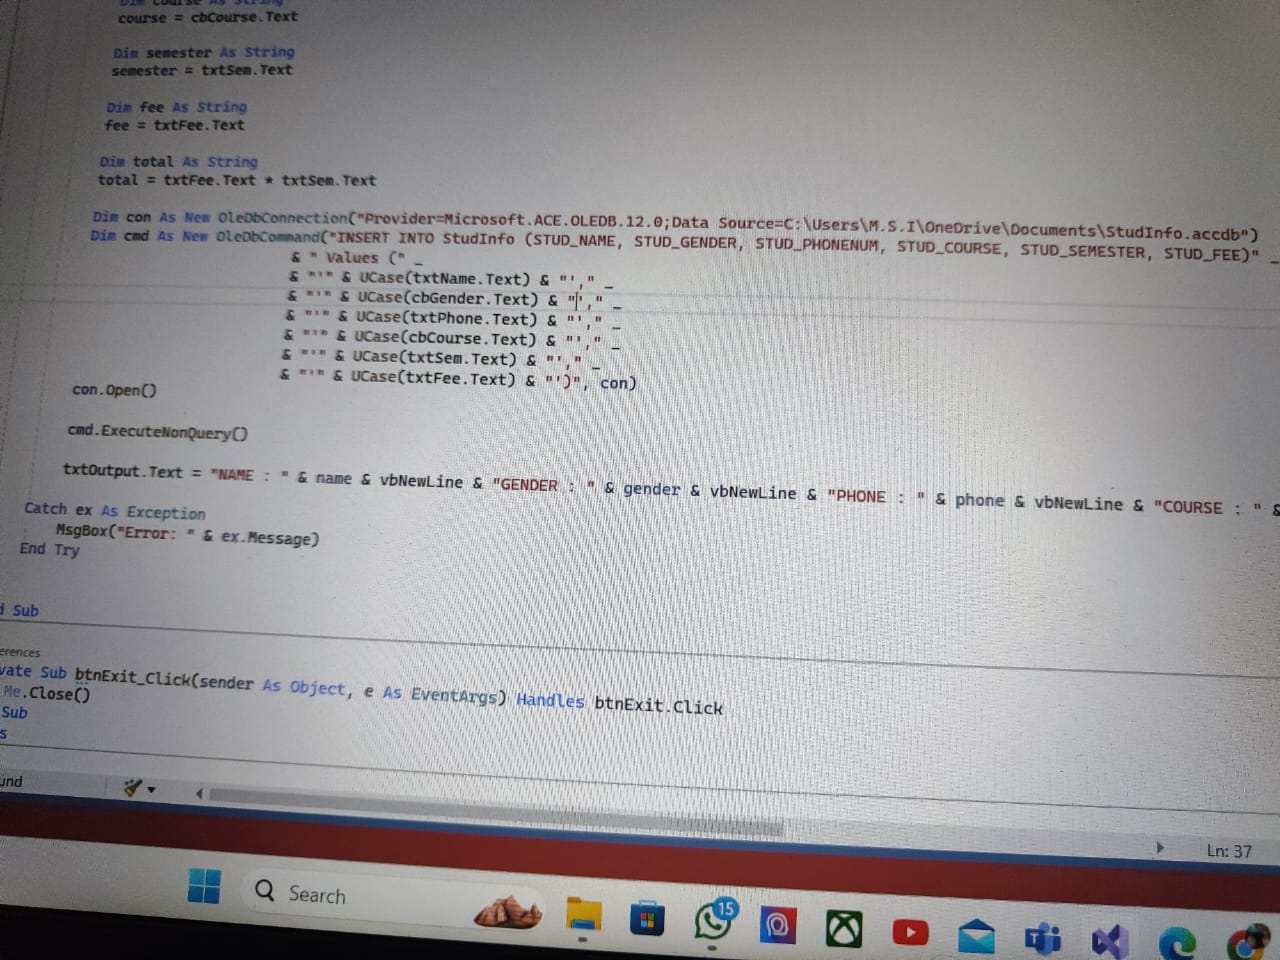 Dim course As String
course = cbCourse.Text
Dim semester As String
semester = txtSem.Text
Dim fee As String
fee = txtFee.Text
Dim total As String
total = txtFee.Text * txtSem.Text
Dim con As New OleDbConnection("Provider=Microsoft.ACE.OLEDB.12.0;Data Source=C:\Users\M.S.I\OneDrive\Documents\StudInfo.accdb")
Dim cmd As New OleDbCommand("INSERT INTO StudInfo (STUD_NAME, STUD_GENDER, STUD_PHONENUM, STUD_COURSE, STUD_SEMESTER, STUD_FEE)" _
& " Values (" _
& "'" & UCase(txtName.Text) & "'," _
& "'" & UCase(cbGender.Text) & "'," _
& "'" & UCase(txtPhone.Text) & "'," _
& "'" & UCase(cbCourse.Text) & "'," _
& "'" & UCase(txtSem.Text) & "'," _
& "'" & UCase(txtFee.Text) & "')", con)
con.Open()
cmd.ExecuteNonQuery()
txtOutput.Text = "NAME : " & name & vbNewLine & "GENDER : " & gender & vbNewLine & "PHONE : " & phone & vbNewLine & "COURSE : " &
Catch ex As Exception
MsgBox("Error: " & ex.Message)
End Try
d Sub
erences
vate Sub btnExit_Click(sender As Object, e As EventArgs) Handles btnExit.Click
Me.Close()
Sub
s
und
Ln: 37
Search
15